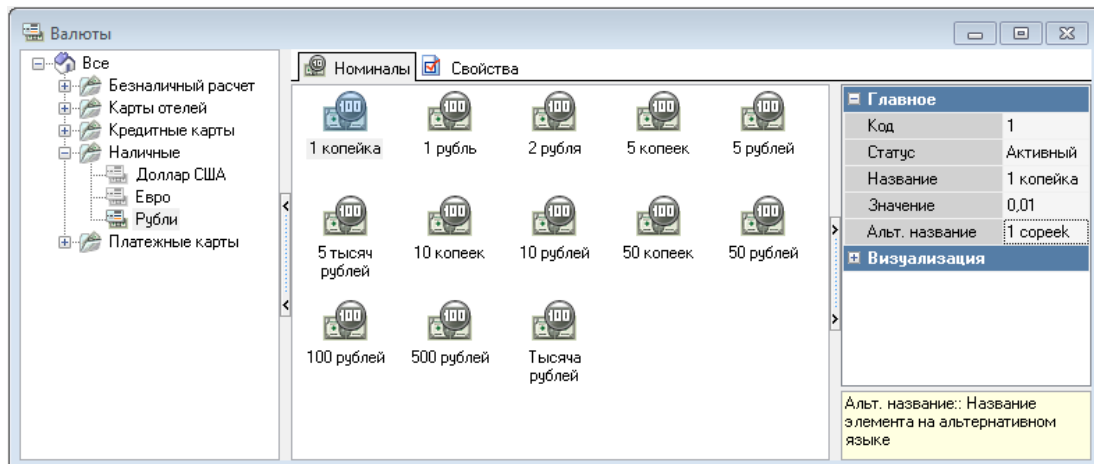 Валюты
Все
Безналичный расчет
Карты отелей
Кредитные карты
Наличные
Доллар США
Евро
Рубли
Платежные карты
Номиналы
Свойства
1 копейка
1 рубль
2 рубля
5 копеек
5 рублей
5 тысяч
рублей
10 копеек
10 рублей
50 копеек
50 рублей
100 рублей
500 рублей
Тысяча
рублей
Главное
Код 1
Статус Активный
Название 1 копейка
Значение 0,01
Альт. название 1 copeek
Визуализация
Альт. название:: Название
элемента на альтернативном
языке